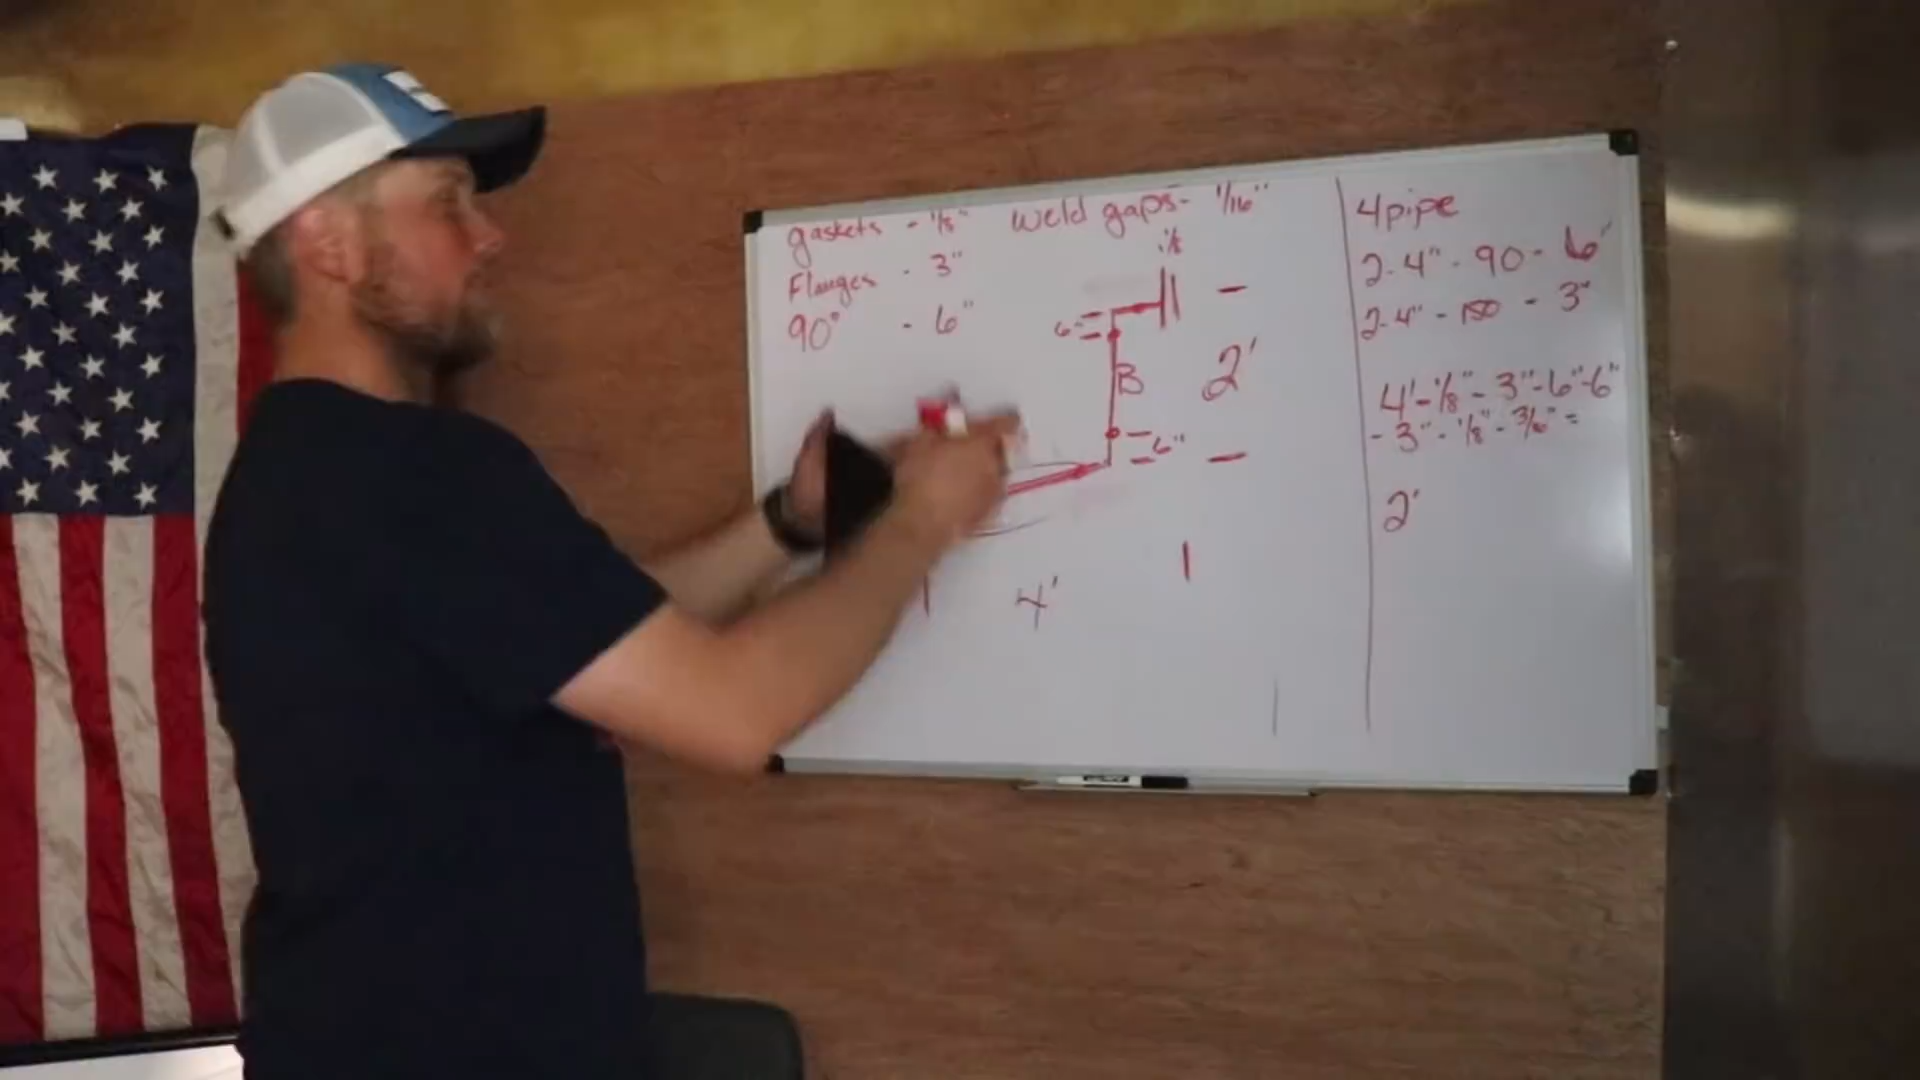 gaskets - 1/8" weld gaps - 1/16"
Flanges - 3"
90° - 6"
1/8
6"
B
2'
6"
4'
4 pipe
2-4" - 90 - 6"
2-4" - 150 - 3"
4'-1/8"-3"-6"-6"
-3"-1/8"-3/16" =
2'